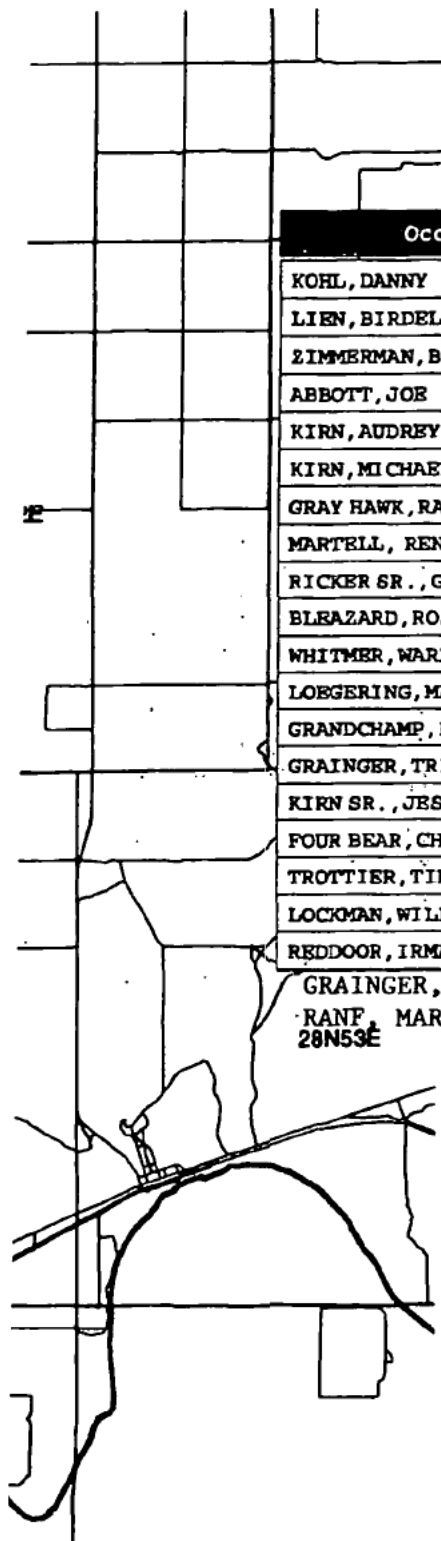 Occ
KOHL, DANNY
LIEN, BIRDEL
ZIMMERMAN, B
ABBOTT, JOE
KIRN, AUDREY
KIRN, MICHAE
GRAY HAWK, RA
MARTELL, REN
RICKER SR., G
BLEAZARD, RO
WHITMER, WAR
LOEGERING, M
GRANDCHAMP,
GRAINGER, TR
KIRN SR., JES
FOUR BEAR, CH
TROTTIER, TI
LOCKMAN, WIL
REDDOOR, IRM
GRAINGER,
RANF, MAR
28N53E